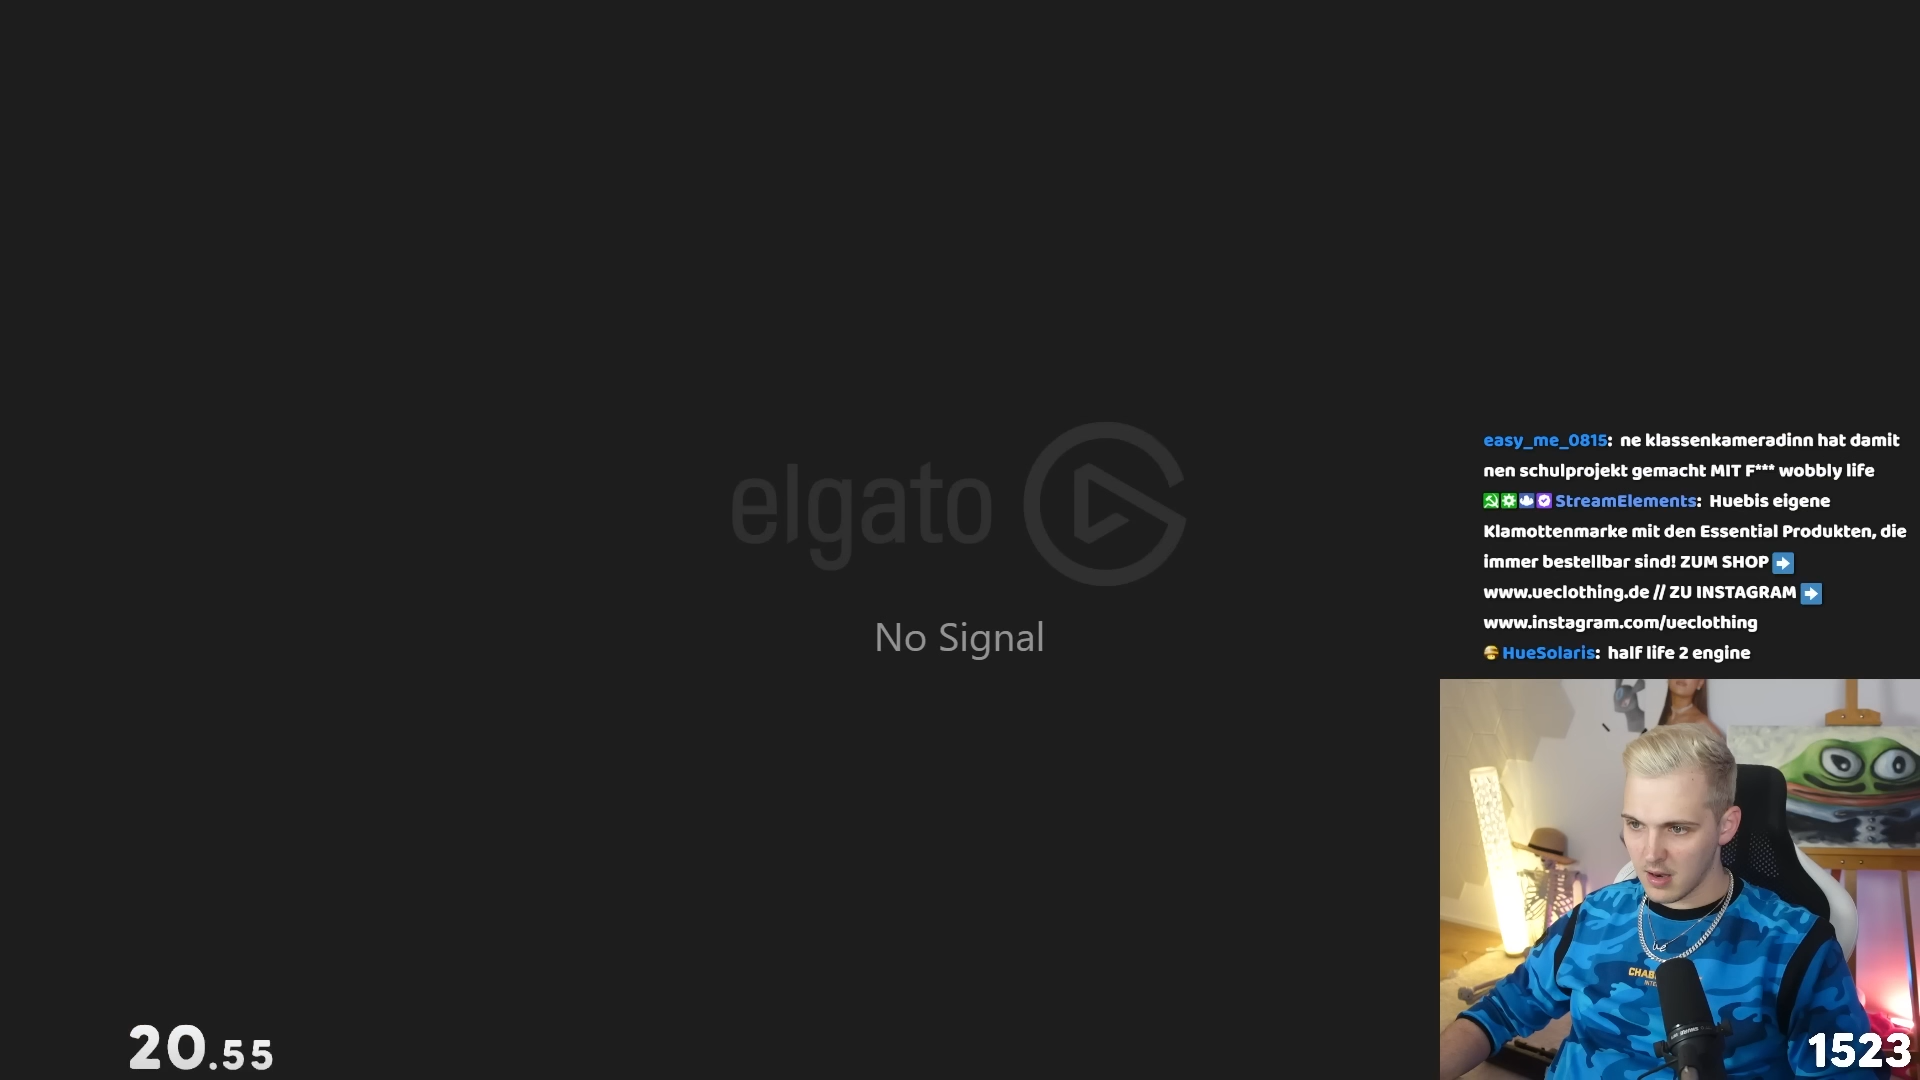 elgato
No Signal
easy_me_0815: ne klassenkameradinn hat damit
nen schulprojekt gemacht MIT F*** wobbly life
StreamElements: Huebis eigene
Klamottenmarke mit den Essential Produkten, die
immer bestellbar sind! ZUM SHOP ➡
www.ueclothing.de // ZU INSTAGRAM ➡
www.instagram.com/ueclothing
HueSolaris: half life 2 engine
ue
20.55
1523